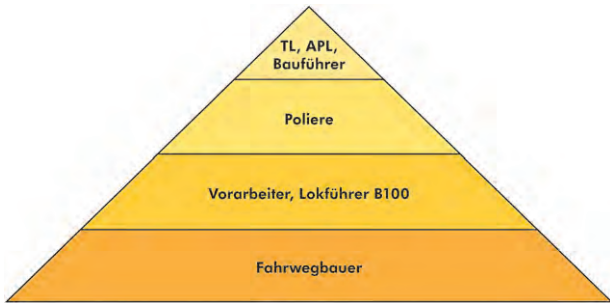 TL, APL,
Bauführer
Poliere
Vorarbeiter, Lokführer B100
Fahrwegbauer